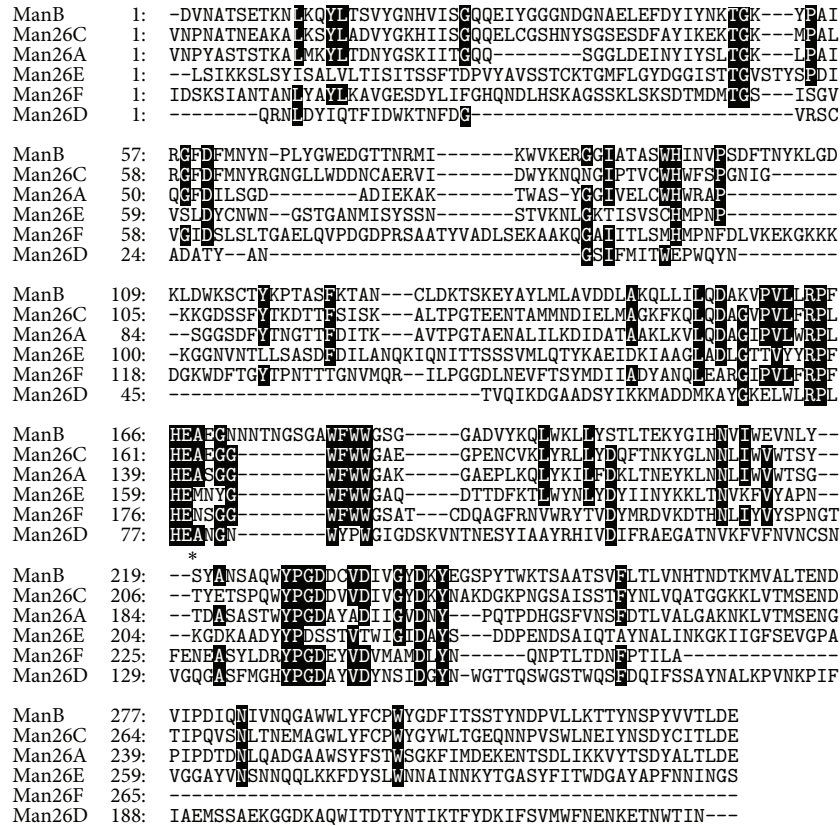 ManB 1: -DVNATSETKNLKQYLTSVYGNHVISGQQEIYGGGNDGNAELEFDYIYNKTGK---YPAI
Man26C 1: VNPNATNEAKALKSYLADVYGKHIISGQQELCGSHNYSGSESDFAYIKEKTGK---MPAL
Man26A 1: VNPYASTSTKALMKYLTDNYGSKIITGQQ-------SGGLDEINYIYSLTGK---LPAI
Man26E 1: --LSIKKSLSYISALVLTISITSSFTDPVYAVSSTCKTGMFLGYDGGISTTGVSTYSPDI
Man26F 1: IDSKSIANTANLYAYLKAVGESDYLIFGHQNDLHSKAGSSKLSKSDTMDMTGS---ISGV
Man26D 1: --------QRNLDYIQTFIDWKTNFDG---------------------------VRSC
ManB 57: RGFDFMNYN-PLYGWEDGTTNRMI-------KWVKERGGIATASWHINVPSDFTNYKLGD
Man26C 58: RGFDFMNYRGNGLLWDDNCAERVI-------DWYKNQNGIPTVCWHWFSPGNIG------
Man26A 50: QGFDILSGD-----ADIEKAK----------TWAS-YGGIVELCWHWRAP----------
Man26E 59: VSLDYCNWN--GSTGANMISYSSN-------STVKNLGKTISVSCHMPNP----------
Man26F 58: VGIDSLSLTGAELQVPDGDPRSAATYVADLSEKAAKQGAIITLSMHMPNFDLVKEKGKKK
Man26D 24: ADATY--AN---------------------------GSIFMITWEPWQYN----------
ManB 109: KLDWKSCTYKPTASFKTAN---CLDKTSKEYAYLMLAVDDLAKQLLILQDAKVPVLLRPF
Man26C 105: -KKGDSSFYTKDTTFSISK---ALTPGTEENTAMMNDIELMAGKFKQLQDAGVPVLFRPL
Man26A 84: --SGGSDFYTNGTTFDITK---AVTPGTAENALILKDIDATAAKLKVLQDAGIPVLWRPL
Man26E 100: -KGGNVNTLLSASDFDILANQKIQNITTSSSVMLQTYKAEIDKIAAGLADLGTTVYYRPF
Man26F 118: DGKWDFTGYTPNTTTGNVMQR---ILPGGDLNEVFTSYMDIIADYANQLEARGIPVLFRPF
Man26D 45: --------------------------TVQIKDGAADSYIKKMADDMKAYGKELWLRPL
ManB 166: HEAEGNNNTNGSGAWFWWGSG-----GADVYKQLWKLLYSTLTEKYGIHNVIWEVNLY--
Man26C 161: HEAEGG--------WFWWGAE-----GPENCVKLYRLLYDQFTNKYGLNNLIWVWTSY--
Man26A 139: HEASGG--------WFWWGAK-----GAEPLKQLYKILFDKLTNEYKLNNLIWVWTSG--
Man26E 159: HEMNYG--------WFWWGAQ-----DTTDFKTLWYNLYDYIINYKKLTNVKFVYAPN--
Man26F 176: HENSGG--------WFWWGSAT----CDQAGFRNVWRYTVDYMRDVKDTHNLIYVYSPNGT
Man26D 77: HEANGN--------WYPWGIGDSKVNTNESYIAAYRHIVDIFRAEGATNVKFVFNVNCSN
*
ManB 219: --SYANSAQWYPGDDCVDIVGYDKYEGSPYTWKTSAATSVFLTLVNHTNDTKMVALTEND
Man26C 206: --TYETSPQWYPGDDVVDIVGYDKYNAKDGKPNGSAISSTFYNLVQATGGKKLVTMSEND
Man26A 184: --TDASASTWYPGDAYADIIGVDNY---PQTPDHGSFVNSFDTLVALGAKNKLVTMSENG
Man26E 204: --KGDKAADYYPDSSTVTWIGIDAYS---DDPENDSAIQTAYNALINKGKIIGFSEVGPA
Man26F 225: FENEASYLDRYPGDEYVDVMAMDLYN------QNPTLTDNFPTILA--------------
Man26D 129: VGQGASFMGHYPGDAYVDYNSIDGYN-WGTTQSWGSTWQSFDQIFSSAYNALKPVNKPIF
ManB 277: VIPDIQNIVNQGAWWLYFCPWYGDFITSSTYNDPVLLKTTYNSPYVVTLDE
Man26C 264: TIPQVSNLTNEMAGWLYFCPWYGYWLTGEQNNPVSWLNEIYNSDYCITLDE
Man26A 239: PIPDTDNLQADGAAWSYFSTWSGKFIMDEKENTSDLIKKVYTSDYALTLDE
Man26E 259: VGGAYVNSNNQQLKKFDYSLWNNAINNKYTGASYFITWDGAYAPFNNINGS
Man26F 265: ---------------------------------------------------
Man26D 188: IAEMSSAEKGGDKAQWITDTYNTIKTFYDKIFSVMWFNENKETNWTIN---